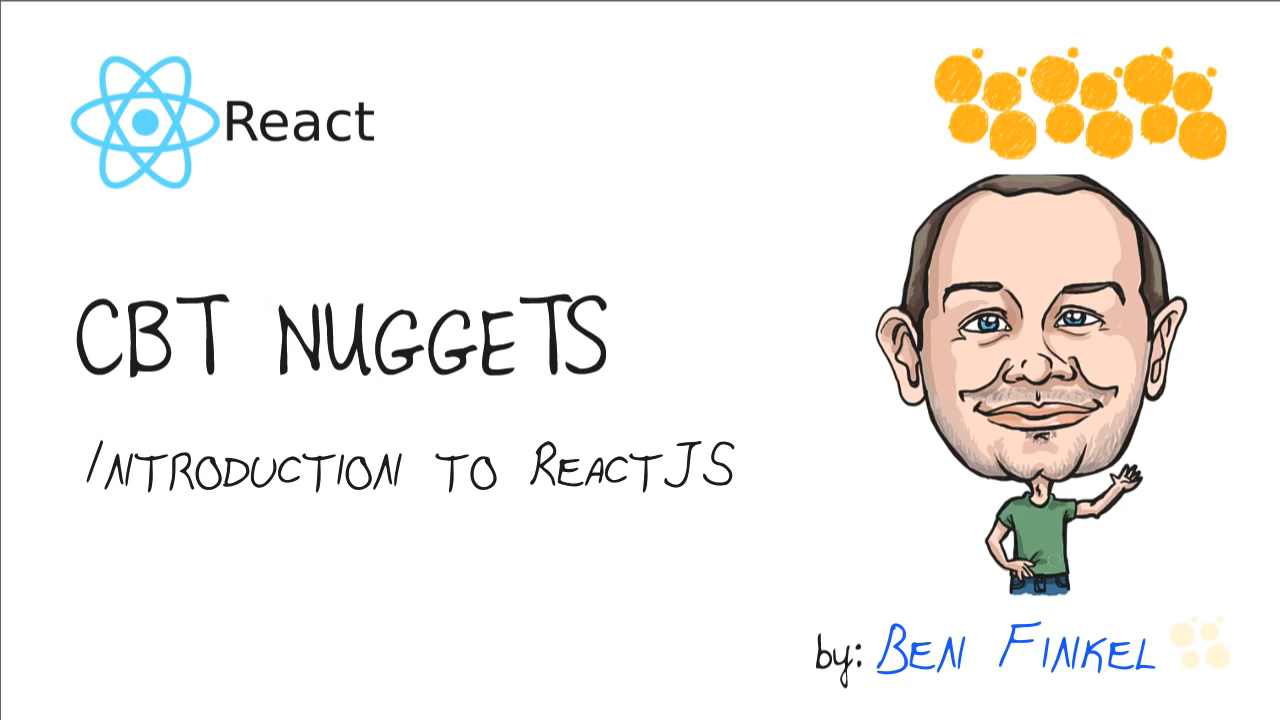 React
CBT NUGGETS
INTRODUCTION TO REACTJS
by: BEN FINKEL